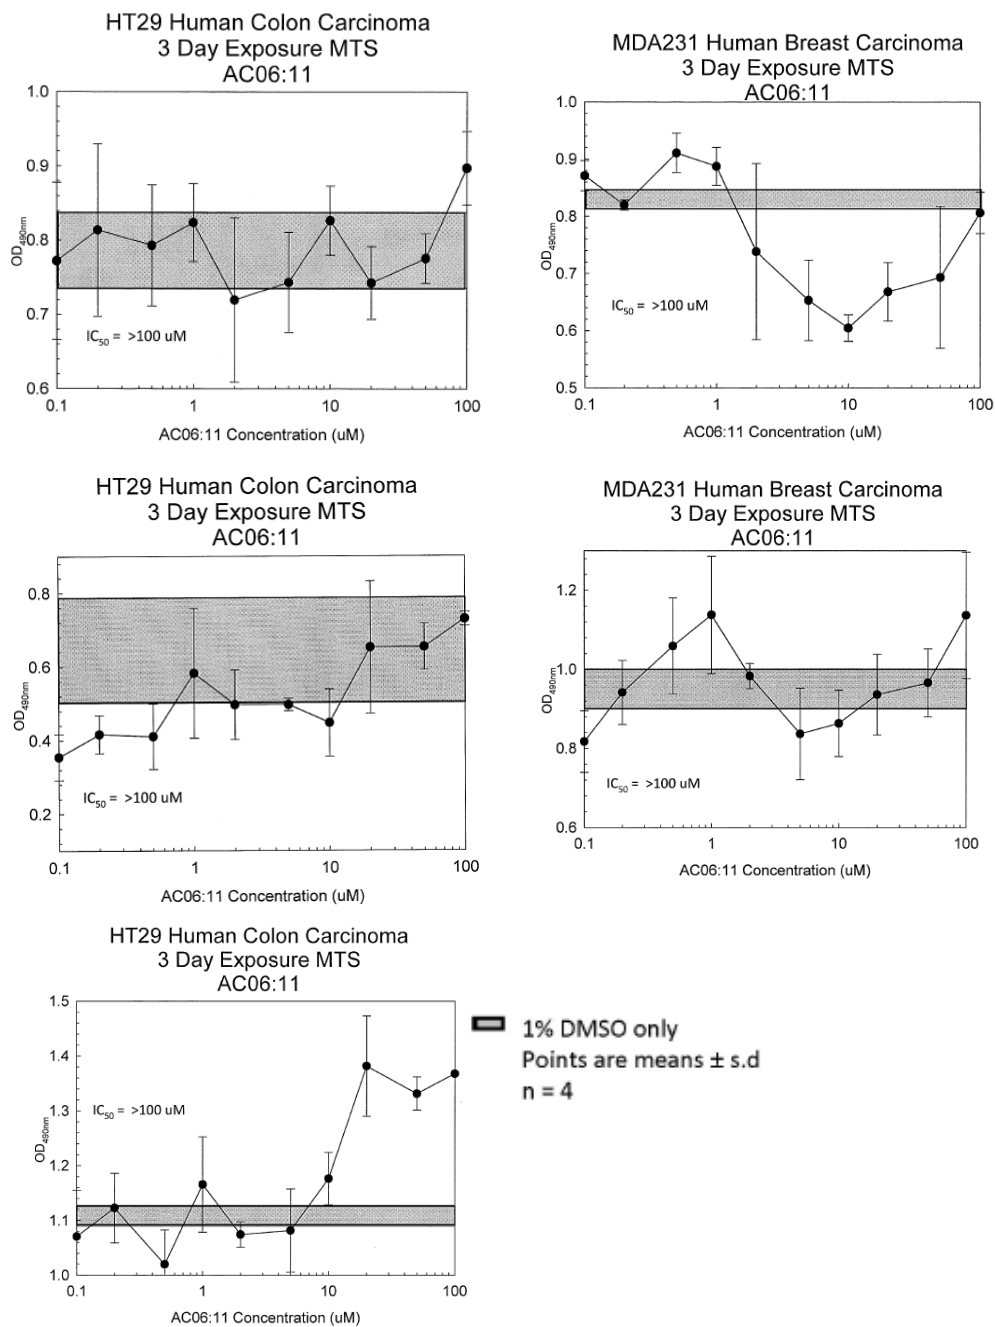 HT29 Human Colon Carcinoma
3 Day Exposure MTS
AC06:11
1.0
0.9
0.8
0.7
0.6
OD490nm
IC50 = >100 uM
0.1
1
10
100
AC06:11 Concentration (uM)
MDA231 Human Breast Carcinoma
3 Day Exposure MTS
AC06:11
1.0
0.9
0.8
0.7
0.6
0.5
OD490nm
IC50 = >100 uM
0.1
1
10
100
AC06:11 Concentration (uM)
HT29 Human Colon Carcinoma
3 Day Exposure MTS
AC06:11
0.8
0.6
0.4
0.2
OD490nm
IC50 = >100 uM
0.1
1
10
100
AC06:11 Concentration (uM)
MDA231 Human Breast Carcinoma
3 Day Exposure MTS
AC06:11
1.2
1.0
0.8
0.6
OD490nm
IC50 = >100 uM
0.1
1
10
100
AC06:11 Concentration (uM)
HT29 Human Colon Carcinoma
3 Day Exposure MTS
AC06:11
1.5
1.4
1.3
1.2
1.1
1.0
OD490nm
IC50 = >100 uM
0.1
1
10
100
AC06:11 Concentration (uM)
1% DMSO only
Points are means ± s.d
n = 4